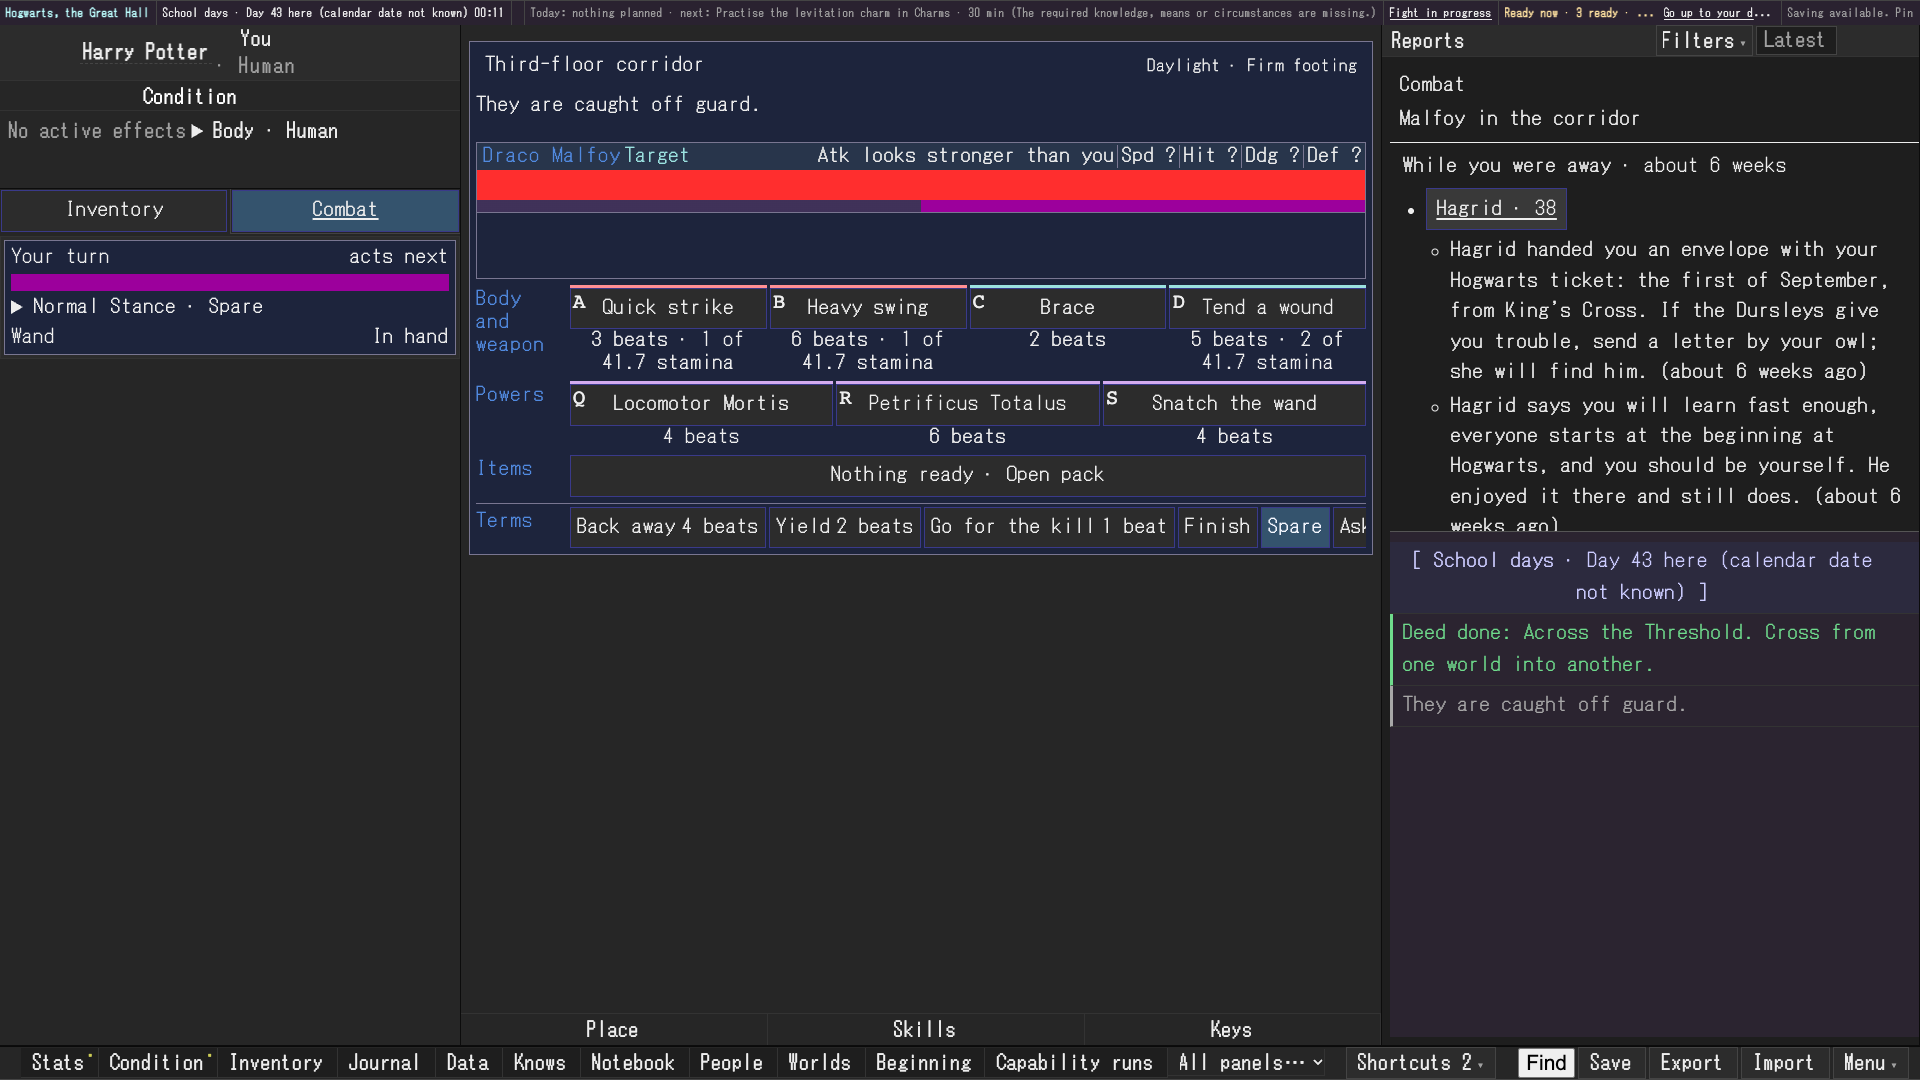 Hogwarts, the Great Hall
School days · Day 43 here (calendar date not known) 00:11
Today: nothing planned · next: Practise the levitation charm in Charms · 30 min (The required knowledge, means or circumstances are missing.)
Fight in progress
Ready now · 3 ready · ...
Go up to your d...
Saving available. Pin
Harry Potter
You
Human
Condition
No active effects ▶ Body · Human
Inventory
Combat
Your turn acts next
▶ Normal Stance · Spare
Wand In hand
Third-floor corridor
Daylight · Firm footing
They are caught off guard.
Draco Malfoy Target Atk looks stronger than you Spd ? Hit ? Ddg ? Def ?
Body and weapon
A Quick strike
3 beats · 1 of 41.7 stamina
B Heavy swing
6 beats · 1 of 41.7 stamina
C Brace
2 beats
D Tend a wound
5 beats · 2 of 41.7 stamina
Powers
Q Locomotor Mortis
4 beats
R Petrificus Totalus
6 beats
S Snatch the wand
4 beats
Items
Nothing ready · Open pack
Terms
Back away 4 beats
Yield 2 beats
Go for the kill 1 beat
Finish
Spare
Ask
Place
Skills
Keys
Reports
Filters
Latest
Combat
Malfoy in the corridor
While you were away · about 6 weeks
Hagrid · 38
Hagrid handed you an envelope with your
Hogwarts ticket: the first of September,
from King's Cross. If the Dursleys give
you trouble, send a letter by your owl;
she will find him. (about 6 weeks ago)
Hagrid says you will learn fast enough,
everyone starts at the beginning at
Hogwarts, and you should be yourself. He
enjoyed it there and still does. (about 6
weeks ago)
[ School days · Day 43 here (calendar date
not known) ]
Deed done: Across the Threshold. Cross from
one world into another.
They are caught off guard.
Stats
Condition
Inventory
Journal
Data
Knows
Notebook
People
Worlds
Beginning
Capability runs
All panels…
Shortcuts 2
Find
Save
Export
Import
Menu